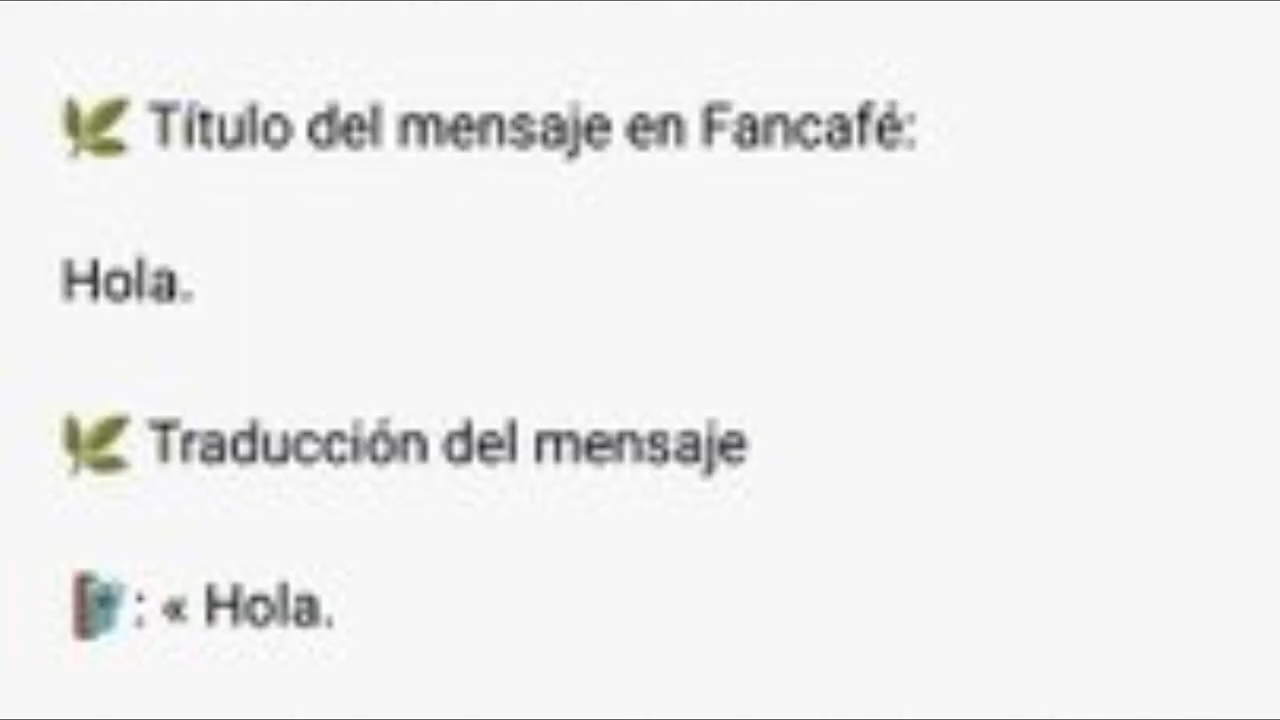 🌿 Título del mensaje en Fancafé:
Hola.
🌿 Traducción del mensaje
: « Hola.